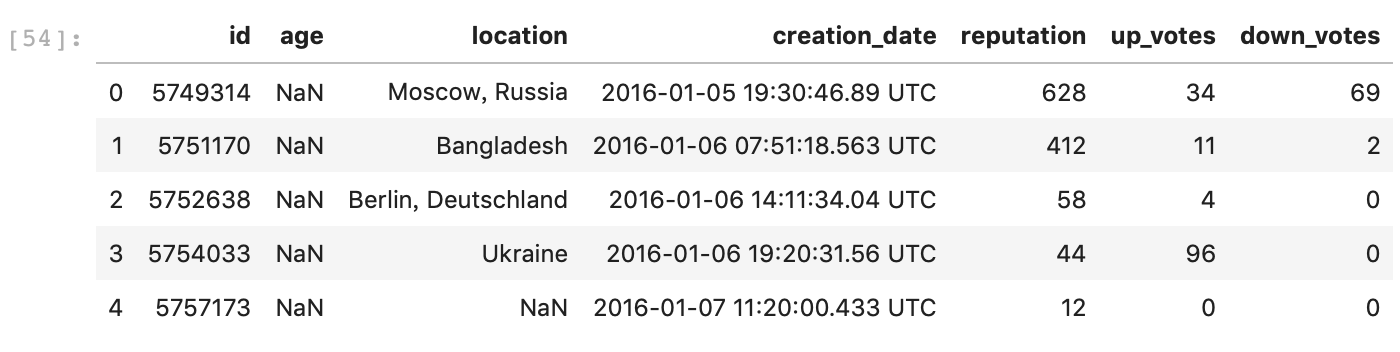 [54]: id age location creation_date reputation up_votes down_votes
0 5749314 NaN Moscow, Russia 2016-01-05 19:30:46.89 UTC 628 34 69
1 5751170 NaN Bangladesh 2016-01-06 07:51:18.563 UTC 412 11 2
2 5752638 NaN Berlin, Deutschland 2016-01-06 14:11:34.04 UTC 58 4 0
3 5754033 NaN Ukraine 2016-01-06 19:20:31.56 UTC 44 96 0
4 5757173 NaN NaN 2016-01-07 11:20:00.433 UTC 12 0 0